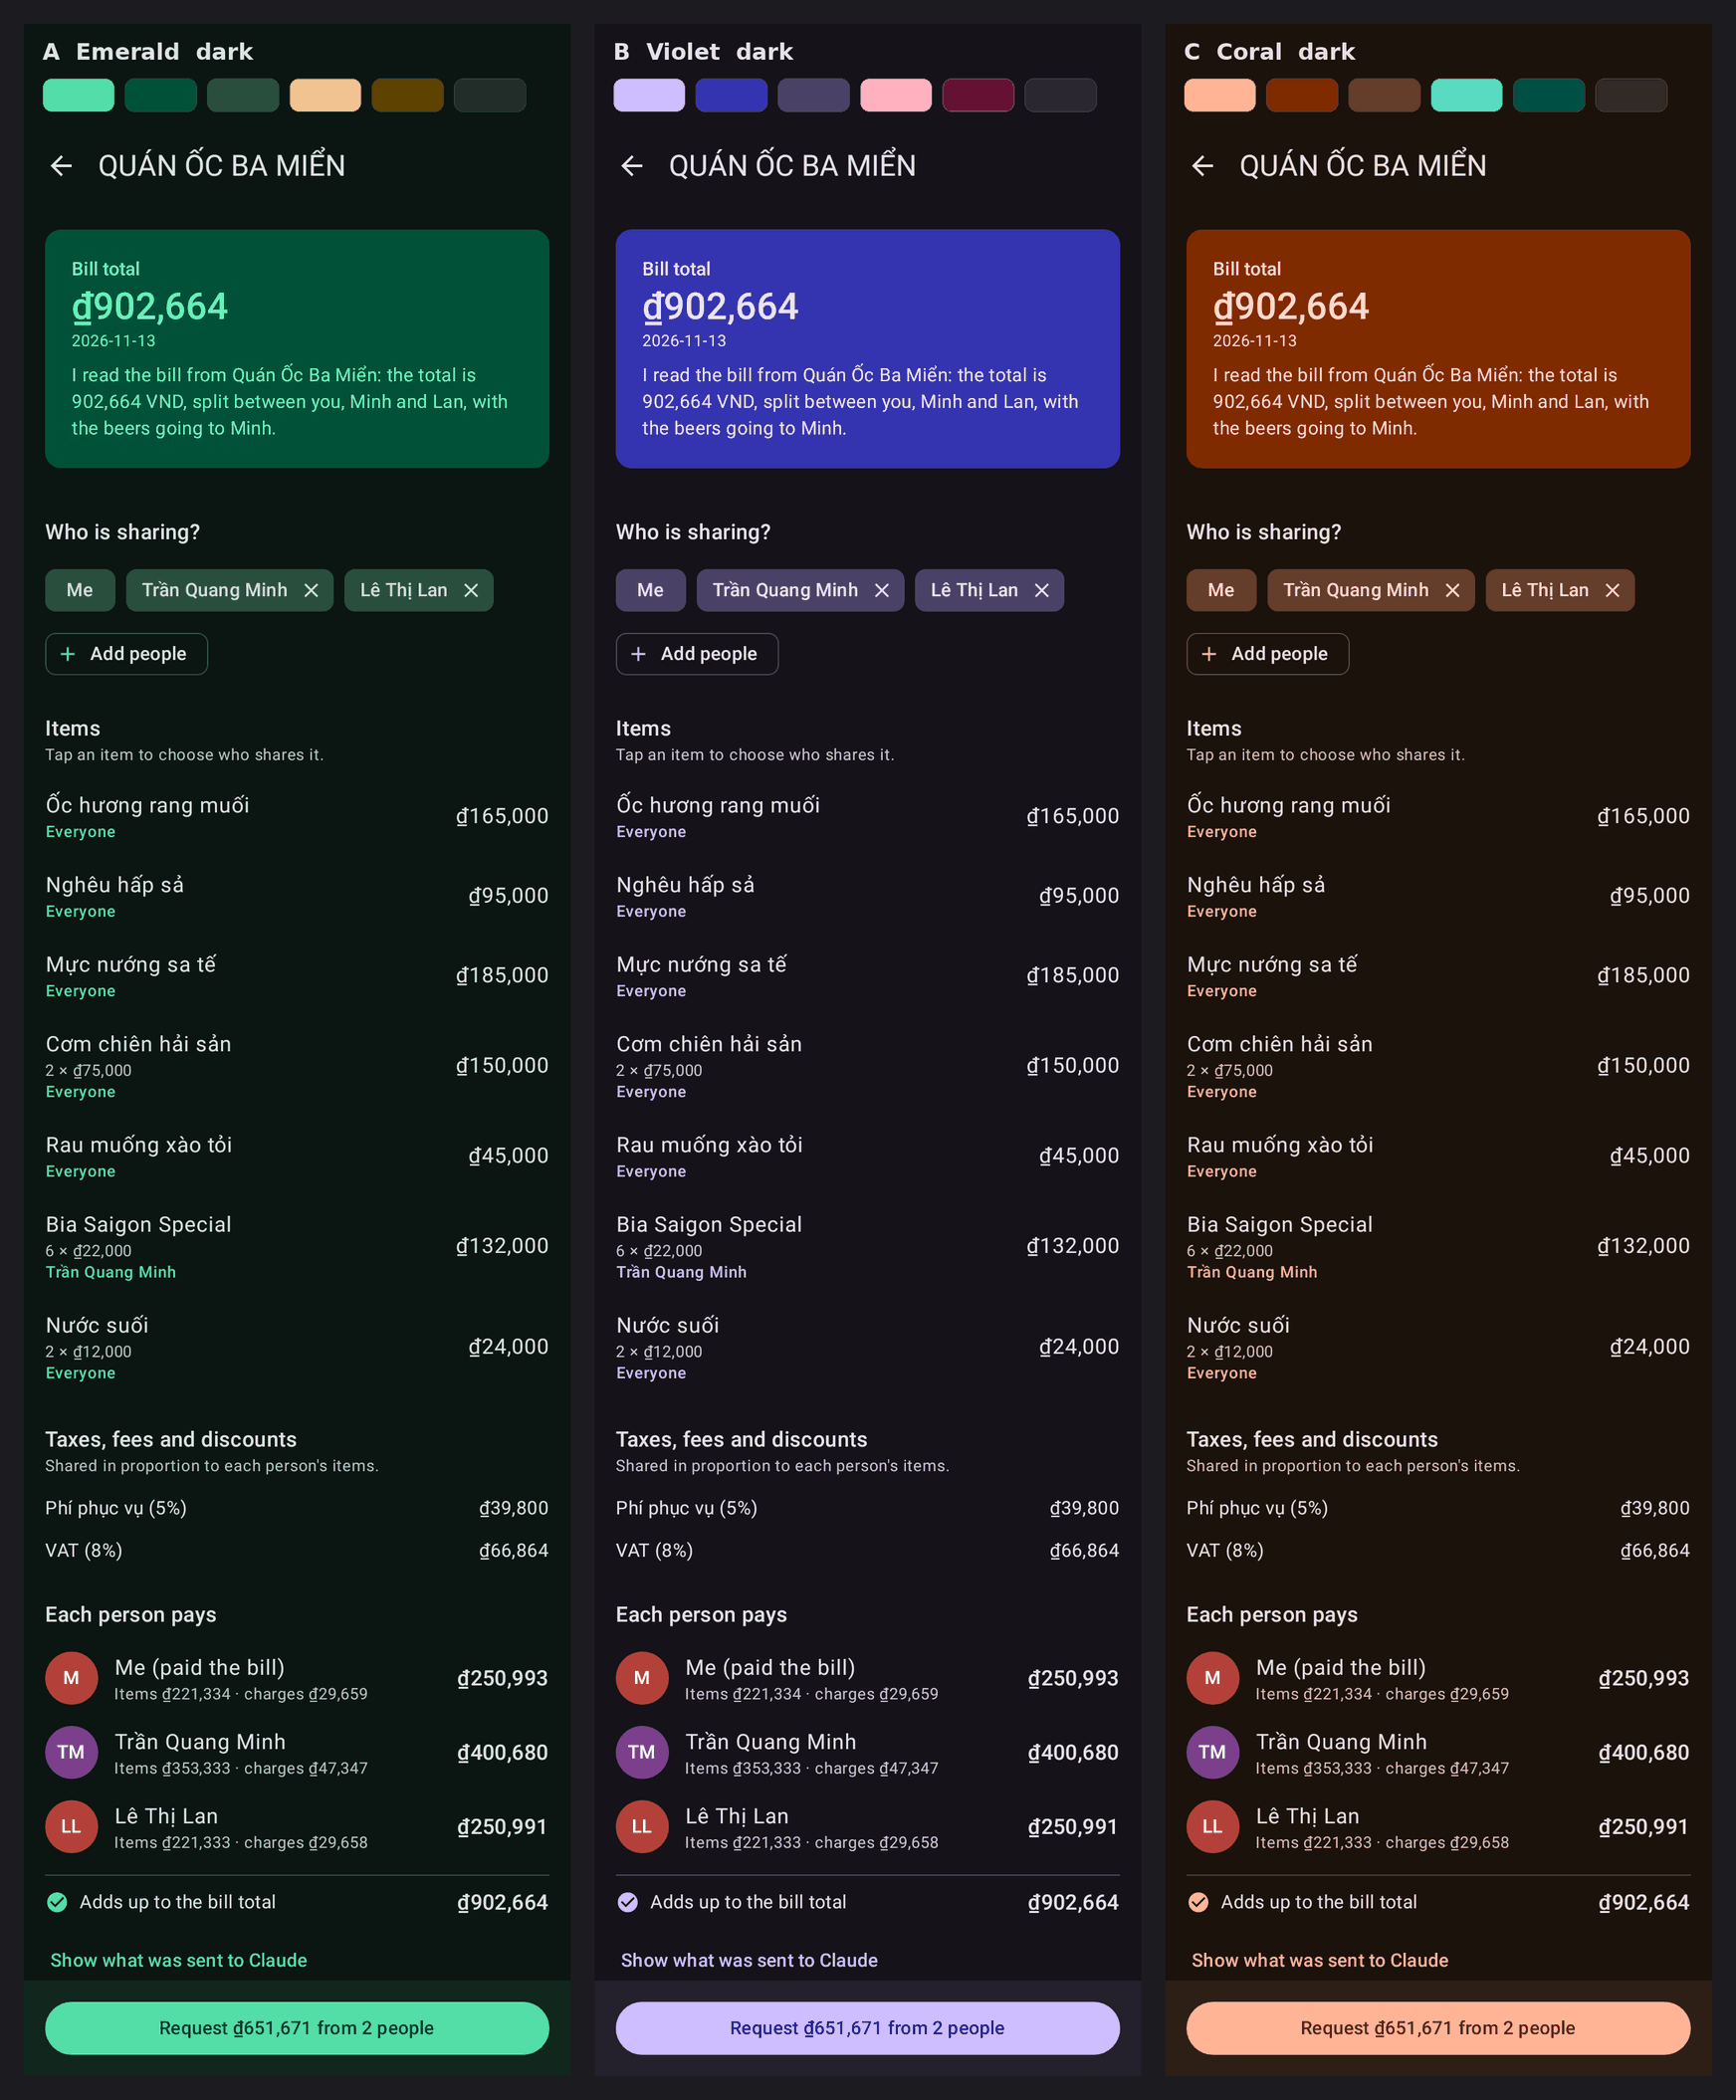 A Emerald dark
QUÁN ỐC BA MIỂN
Bill total
₫902,664
2026-11-13
I read the bill from Quán Ốc Ba Miển: the total is
902,664 VND, split between you, Minh and Lan, with
the beers going to Minh.
Who is sharing?
Me
Trần Quang Minh
Lê Thị Lan
Add people
Items
Tap an item to choose who shares it.
Ốc hương rang muối
Everyone
₫165,000
Nghêu hấp sả
Everyone
₫95,000
Mực nướng sa tế
Everyone
₫185,000
Cơm chiên hải sản
2 × ₫75,000
Everyone
₫150,000
Rau muống xào tỏi
Everyone
₫45,000
Bia Saigon Special
6 × ₫22,000
Trần Quang Minh
₫132,000
Nước suối
2 × ₫12,000
Everyone
₫24,000
Taxes, fees and discounts
Shared in proportion to each person's items.
Phí phục vụ (5%) ₫39,800
VAT (8%) ₫66,864
Each person pays
M
Me (paid the bill)
Items ₫221,334 · charges ₫29,659
₫250,993
TM
Trần Quang Minh
Items ₫353,333 · charges ₫47,347
₫400,680
LL
Lê Thị Lan
Items ₫221,333 · charges ₫29,658
₫250,991
Adds up to the bill total ₫902,664
Show what was sent to Claude
Request ₫651,671 from 2 people
B Violet dark
QUÁN ỐC BA MIỂN
Bill total
₫902,664
2026-11-13
I read the bill from Quán Ốc Ba Miển: the total is
902,664 VND, split between you, Minh and Lan, with
the beers going to Minh.
Who is sharing?
Me
Trần Quang Minh
Lê Thị Lan
Add people
Items
Tap an item to choose who shares it.
Ốc hương rang muối
Everyone
₫165,000
Nghêu hấp sả
Everyone
₫95,000
Mực nướng sa tế
Everyone
₫185,000
Cơm chiên hải sản
2 × ₫75,000
Everyone
₫150,000
Rau muống xào tỏi
Everyone
₫45,000
Bia Saigon Special
6 × ₫22,000
Trần Quang Minh
₫132,000
Nước suối
2 × ₫12,000
Everyone
₫24,000
Taxes, fees and discounts
Shared in proportion to each person's items.
Phí phục vụ (5%) ₫39,800
VAT (8%) ₫66,864
Each person pays
M
Me (paid the bill)
Items ₫221,334 · charges ₫29,659
₫250,993
TM
Trần Quang Minh
Items ₫353,333 · charges ₫47,347
₫400,680
LL
Lê Thị Lan
Items ₫221,333 · charges ₫29,658
₫250,991
Adds up to the bill total ₫902,664
Show what was sent to Claude
Request ₫651,671 from 2 people
C Coral dark
QUÁN ỐC BA MIỂN
Bill total
₫902,664
2026-11-13
I read the bill from Quán Ốc Ba Miển: the total is
902,664 VND, split between you, Minh and Lan, with
the beers going to Minh.
Who is sharing?
Me
Trần Quang Minh
Lê Thị Lan
Add people
Items
Tap an item to choose who shares it.
Ốc hương rang muối
Everyone
₫165,000
Nghêu hấp sả
Everyone
₫95,000
Mực nướng sa tế
Everyone
₫185,000
Cơm chiên hải sản
2 × ₫75,000
Everyone
₫150,000
Rau muống xào tỏi
Everyone
₫45,000
Bia Saigon Special
6 × ₫22,000
Trần Quang Minh
₫132,000
Nước suối
2 × ₫12,000
Everyone
₫24,000
Taxes, fees and discounts
Shared in proportion to each person's items.
Phí phục vụ (5%) ₫39,800
VAT (8%) ₫66,864
Each person pays
M
Me (paid the bill)
Items ₫221,334 · charges ₫29,659
₫250,993
TM
Trần Quang Minh
Items ₫353,333 · charges ₫47,347
₫400,680
LL
Lê Thị Lan
Items ₫221,333 · charges ₫29,658
₫250,991
Adds up to the bill total ₫902,664
Show what was sent to Claude
Request ₫651,671 from 2 people